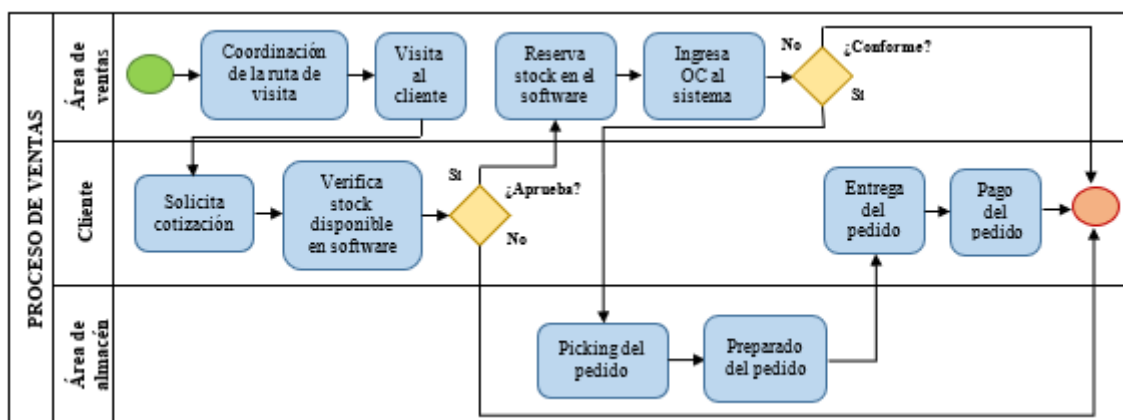 PROCESO DE VENTAS
Área de
ventas
Coordinación
de la ruta de
visita
Visita
al
cliente
Reserva
stock en el
software
Ingresa
OC al
sistema
No
¿Conforme?
Si
Cliente
Solicita
cotización
Verifica
stock
disponible
en software
Si
¿Aprueba?
No
Entrega
del
pedido
Pago
del
pedido
Área de
almacén
Picking del
pedido
Preparado
del pedido